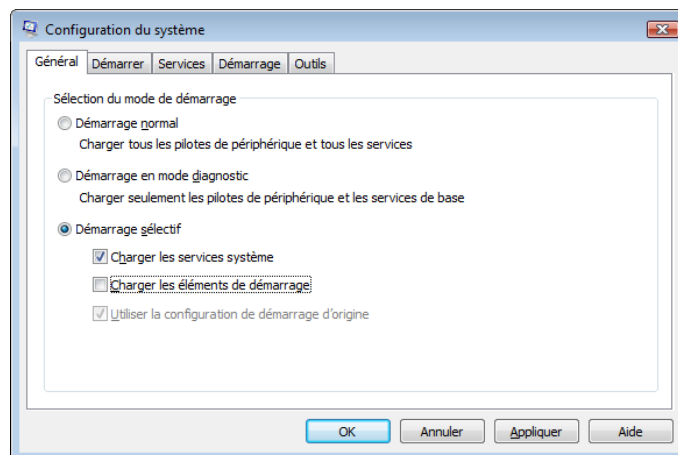 Configuration du système
Général Démarrer Services Démarrage Outils
Sélection du mode de démarrage
Démarrage normal
Charger tous les pilotes de périphérique et tous les services
Démarrage en mode diagnostic
Charger seulement les pilotes de périphérique et les services de base
Démarrage sélectif
Charger les services système
Charger les éléments de démarrage
Utiliser la configuration de démarrage d'origine
OK Annuler Appliquer Aide